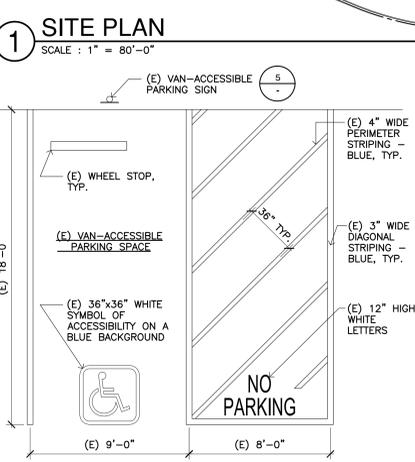 1
SITE PLAN
SCALE : 1" = 80'-0"
(E) VAN-ACCESSIBLE
PARKING SIGN
5
-
(E) 4" WIDE
PERIMETER
STRIPING –
BLUE, TYP.
(E) WHEEL STOP,
TYP.
36" TYP.
(E) VAN-ACCESSIBLE
PARKING SPACE
(E) 3" WIDE
DIAGONAL
STRIPING –
BLUE, TYP.
(E) 18'-0
(E) 36"x36" WHITE
SYMBOL OF
ACCESSIBILITY ON A
BLUE BACKGROUND
(E) 12" HIGH
WHITE
LETTERS
NO
PARKING
(E) 9'-0"
(E) 8'-0"